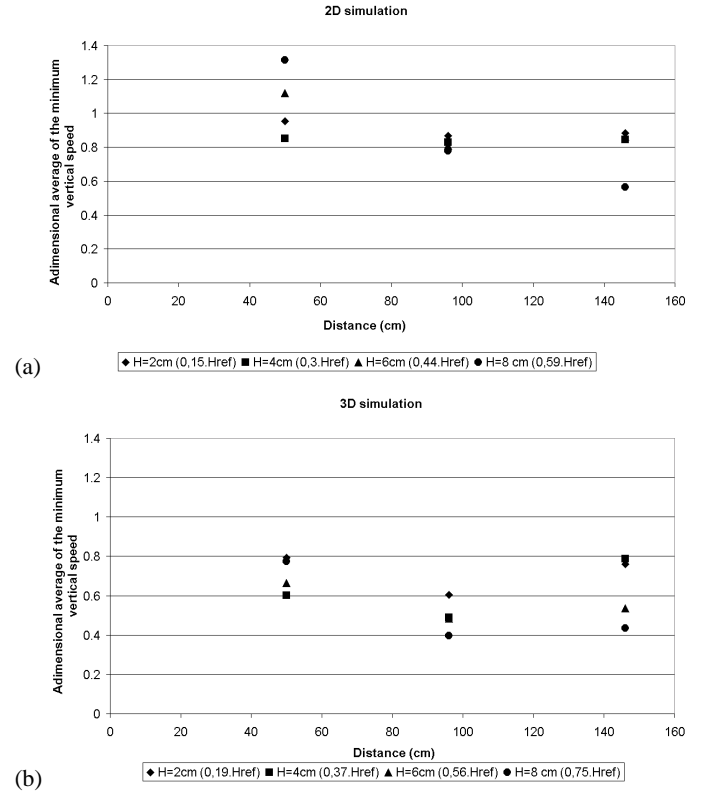 2D simulation
Adimensional average of the minimum
vertical speed
1.4
1.2
1
0.8
0.6
0.4
0.2
0
0 20 40 60 80 100 120 140 160
Distance (cm)
(a)
H=2cm (0,15.Href) H=4cm (0,3.Href) H=6cm (0,44.Href) H=8 cm (0,59.Href)
3D simulation
Adimensional average of the minimum
vertical speed
1.4
1.2
1
0.8
0.6
0.4
0.2
0
0 20 40 60 80 100 120 140 160
Distance (cm)
(b)
H=2cm (0,19.Href) H=4cm (0,37.Href) H=6cm (0,56.Href) H=8 cm (0,75.Href)